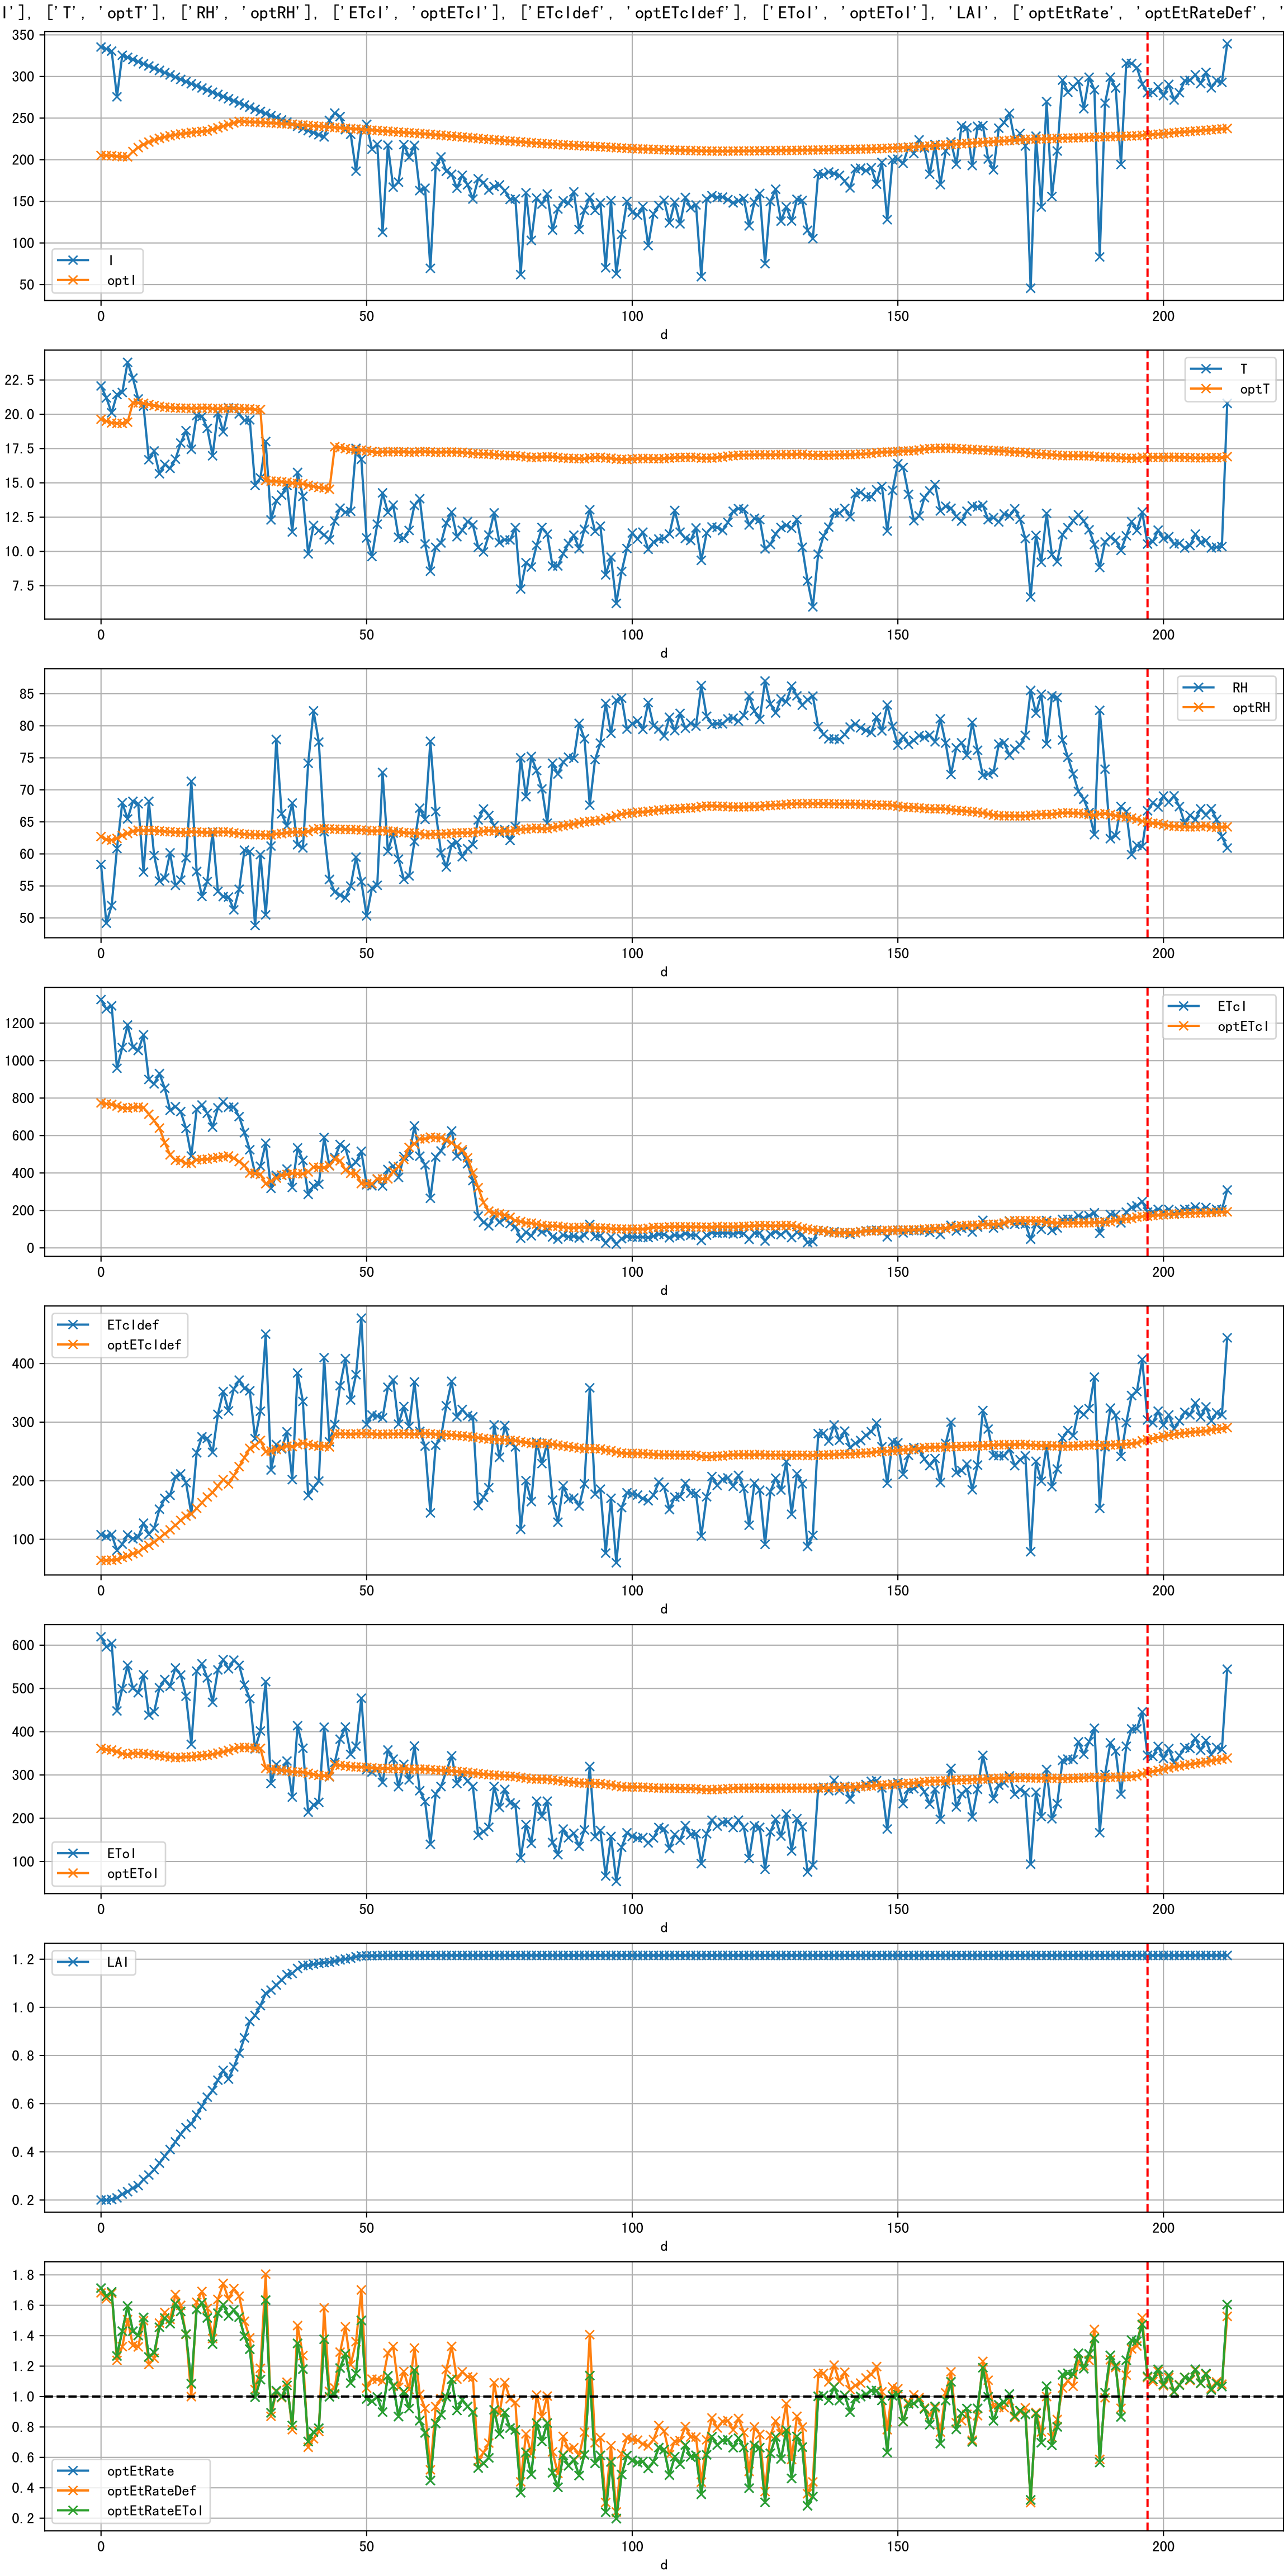 I'], ['T', 'optT'], ['RH', 'optRH'], ['ETcI', 'optETcI'], ['ETcIdef', 'optETcIdef'], ['EToI', 'optEToI'], 'LAI', ['optEtRate', 'optEtRateDef', '
350
300
250
200
150
100
50
I
optI
0 50 100 150 200
d
22.5
20.0
17.5
15.0
12.5
10.0
7.5
T
optT
0 50 100 150 200
d
85
80
75
70
65
60
55
50
RH
optRH
0 50 100 150 200
d
1200
1000
800
600
400
200
0
ETcI
optETcI
0 50 100 150 200
d
400
300
200
100
ETcIdef
optETcIdef
0 50 100 150 200
d
600
500
400
300
200
100
EToI
optEToI
0 50 100 150 200
d
1.2
1.0
0.8
0.6
0.4
0.2
LAI
0 50 100 150 200
d
1.8
1.6
1.4
1.2
1.0
0.8
0.6
0.4
0.2
optEtRate
optEtRateDef
optEtRateEToI
0 50 100 150 200
d